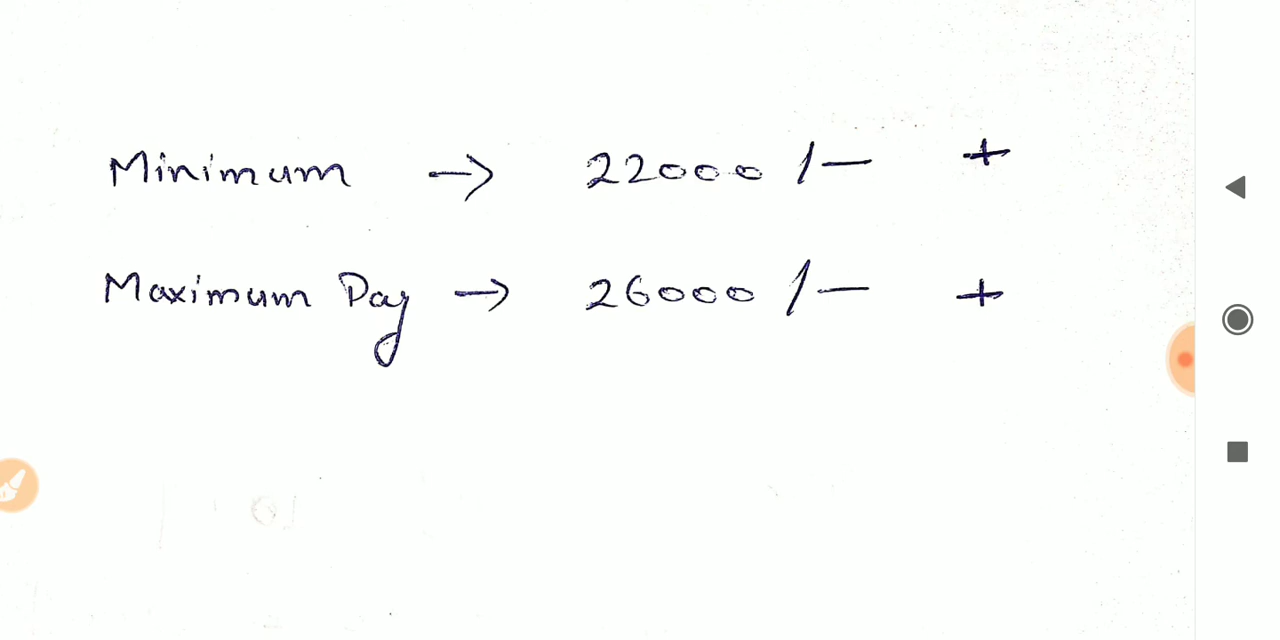 Minimum → 22000 /- +
Maximum Pay → 26000 /- +